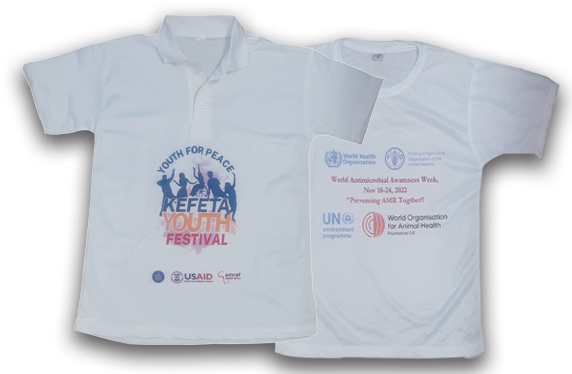 YOUTH FOR PEACE
KEFETA
YOUTH
FESTIVAL
USAID
amref
World Health
Organization
Food and Agriculture
Organization of the
United Nations
World Antimicrobial Awareness Week,
Nov 18-24, 2022
"Preventing AMR Together!!
UN
environment
programme
World Organisation
for Animal Health
Founded as OIE